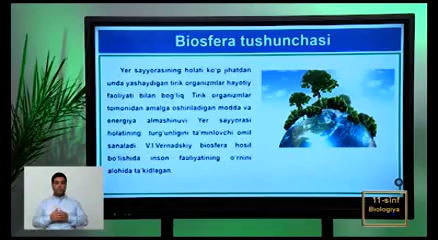 Biosfera tushunchasi
Yer sayyorasining holati ko'p jihatdan
unda yashaydigan tirik organizmlar hayotiy
faoliyati bilan bog'liq. Tirik organizmlar
tomonidan amalga oshiriladigan modda va
energiya almashinuvi Yer sayyorasi
holatining turg'unligini ta'minlovchi omil
sanaladi. V.I.Vernadskiy biosfera hosil
bo'lishida inson faoliyatining o'rnini
alohida ta'kidlagan.
11-sinf
Biologiya